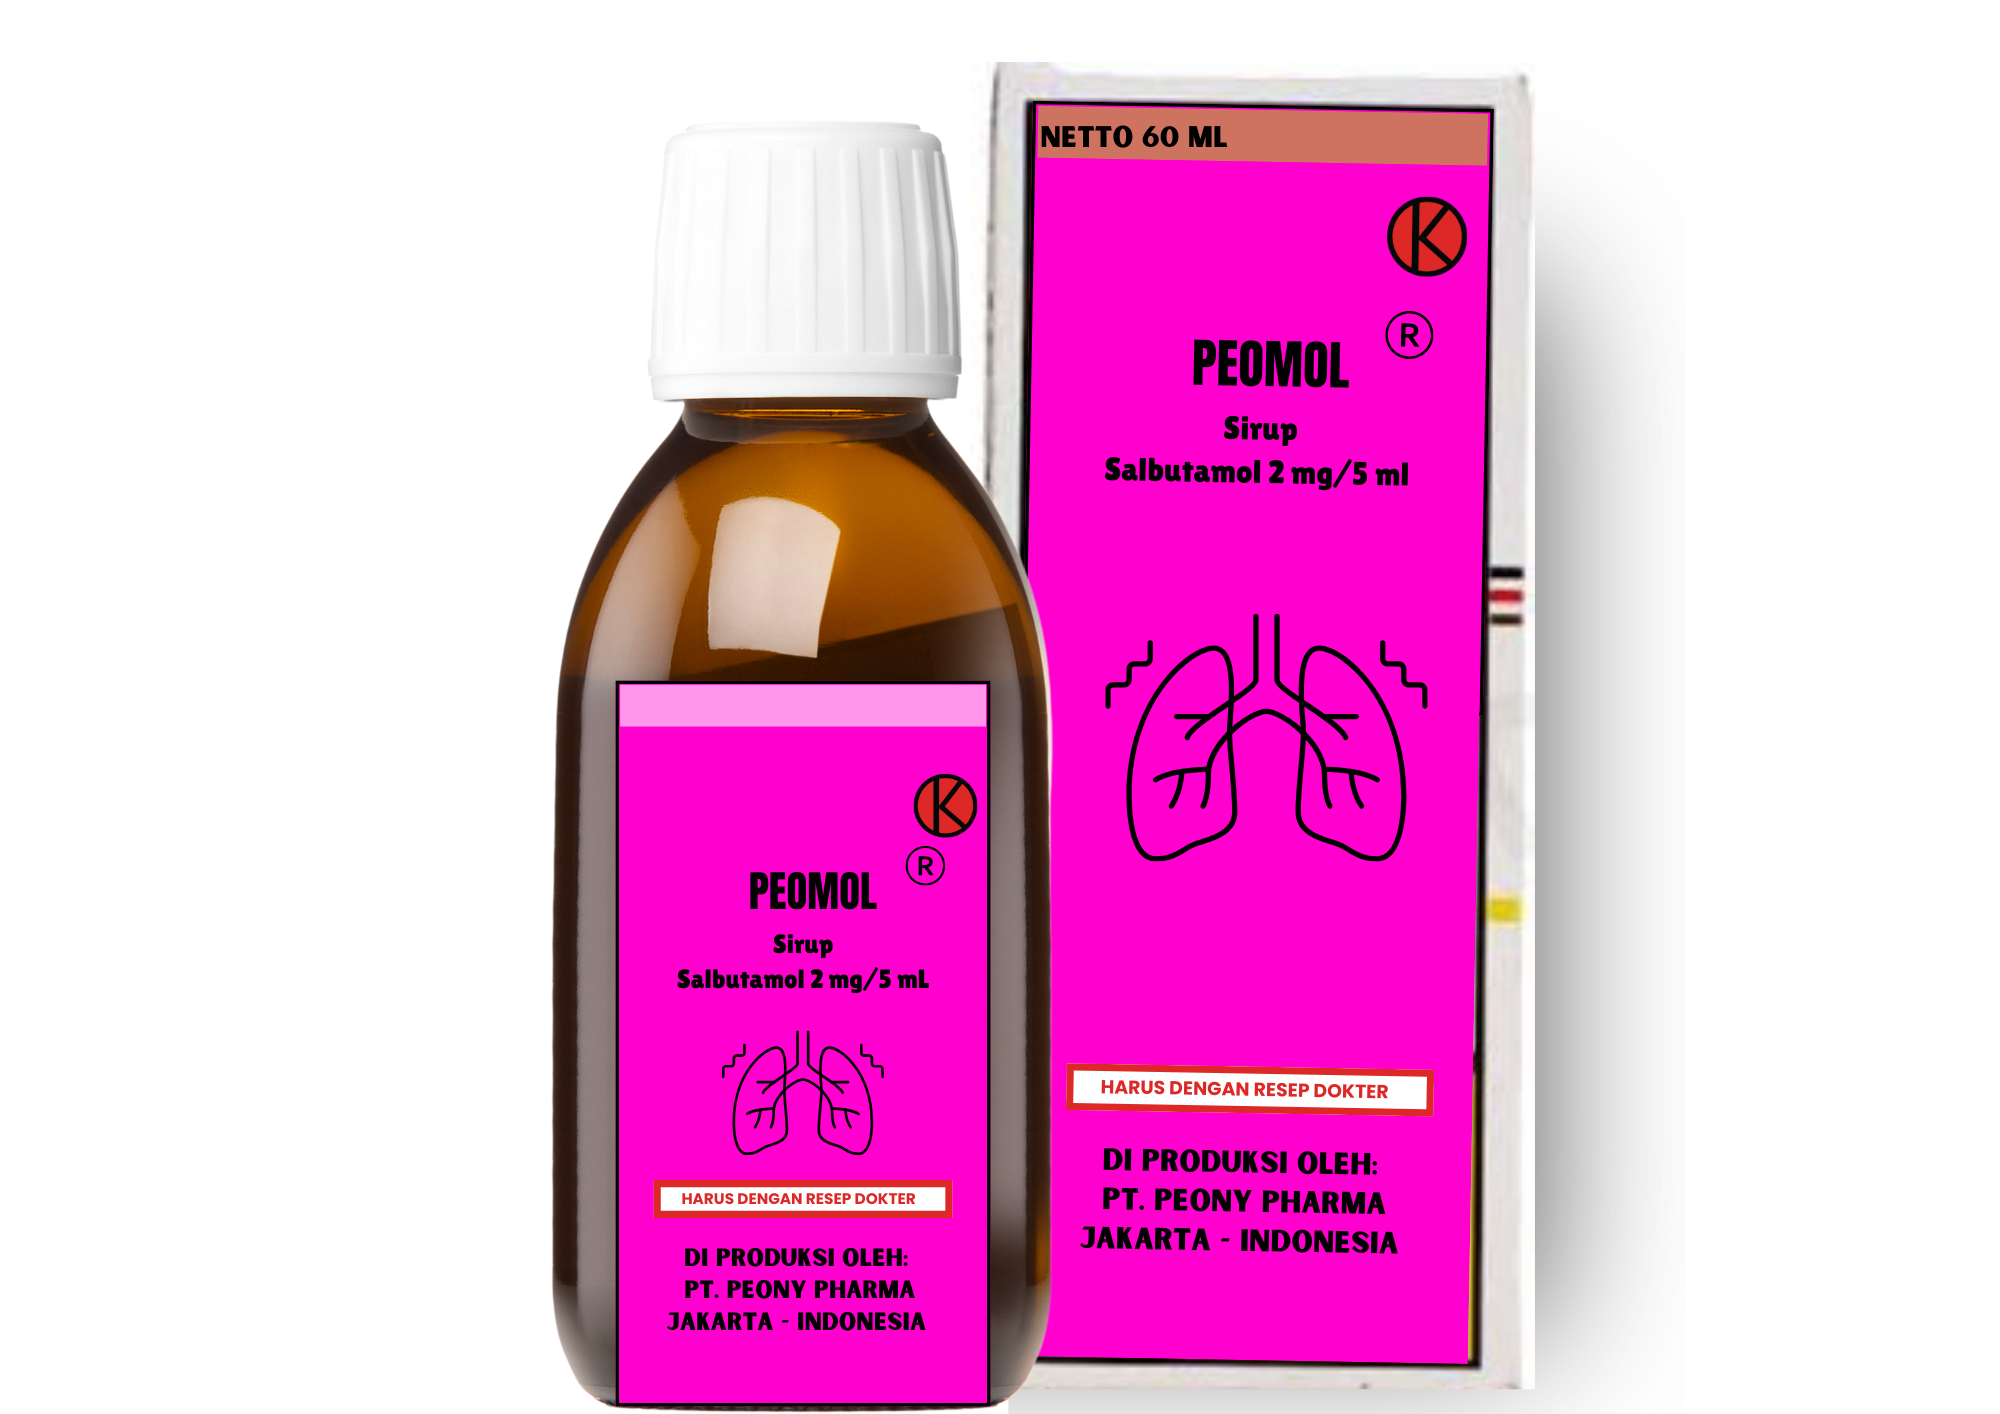 NETTO 60 ML
K
R
PEOMOL
Sirup
Salbutamol 2 mg/5 ml
HARUS DENGAN RESEP DOKTER
DI PRODUKSI OLEH:
PT. PEONY PHARMA
JAKARTA - INDONESIA
K
R
PEOMOL
Sirup
Salbutamol 2 mg/5 mL
HARUS DENGAN RESEP DOKTER
DI PRODUKSI OLEH:
PT. PEONY PHARMA
JAKARTA - INDONESIA